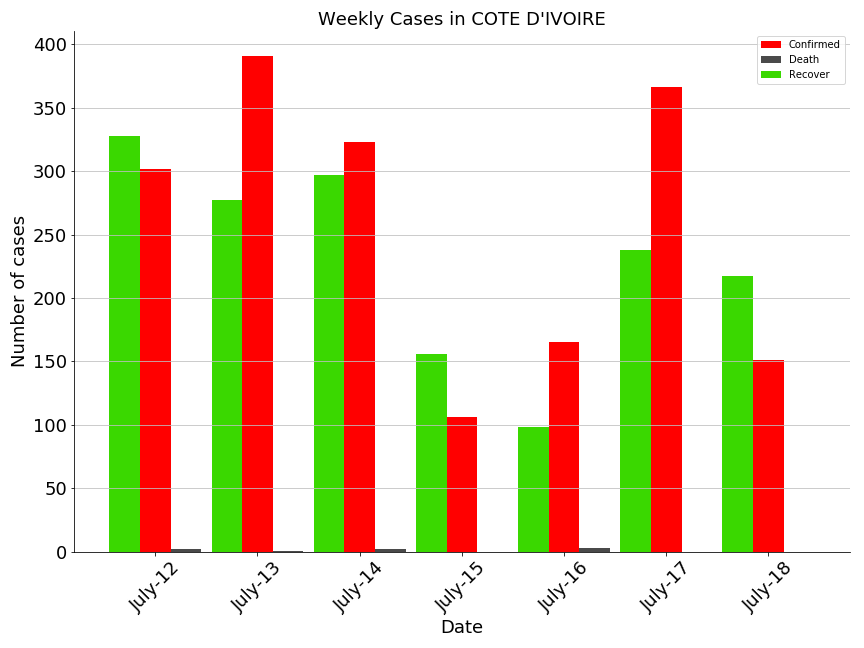 Weekly Cases in COTE D'IVOIRE
Confirmed
Death
Recover
Number of cases
400
350
300
250
200
150
100
50
0
July-12
July-13
July-14
July-15
July-16
July-17
July-18
Date